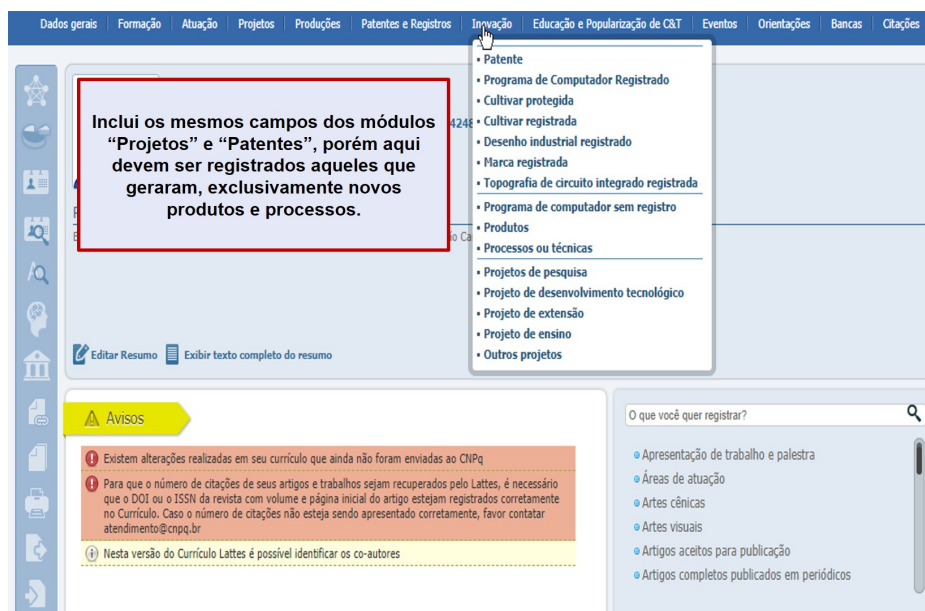 Dados gerais Formação Atuação Projetos Produções Patentes e Registros Inovação Educação e Popularização de C&T Eventos Orientações Bancas Citações
Inclui os mesmos campos dos módulos
“Projetos” e “Patentes”, porém aqui
devem ser registrados aqueles que
geraram, exclusivamente novos
produtos e processos.
4248
Patente
Programa de Computador Registrado
Cultivar protegida
Cultivar registrada
Desenho industrial registrado
Marca registrada
Topografia de circuito integrado registrada
Programa de computador sem registro
Produtos
Processos ou técnicas
Projetos de pesquisa
Projeto de desenvolvimento tecnológico
Projeto de extensão
Projeto de ensino
Outros projetos
Editar Resumo Exibir texto completo do resumo
Avisos
Existem alterações realizadas em seu currículo que ainda não foram enviadas ao CNPq
Para que o número de citações de seus artigos e trabalhos sejam recuperados pelo Lattes, é necessário
que o DOI ou o ISSN da revista com volume e página inicial do artigo estejam registrados corretamente
no Currículo. Caso o número de citações não esteja sendo apresentado corretamente, favor contatar
atendimento@cnpq.br
Nesta versão do Currículo Lattes é possível identificar os co-autores
O que você quer registrar?
Apresentação de trabalho e palestra
Áreas de atuação
Artes cênicas
Artes visuais
Artigos aceitos para publicação
Artigos completos publicados em periódicos